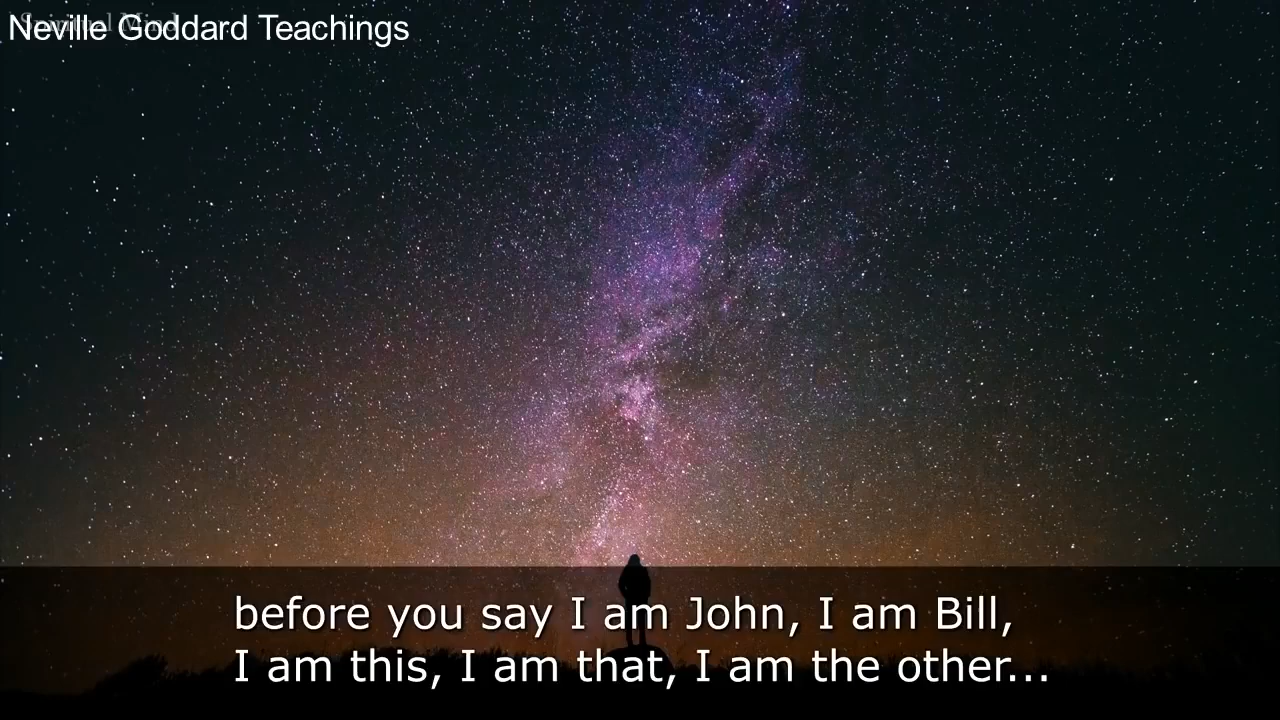 Neville Goddard Teachings
before you say I am John, I am Bill,
I am this, I am that, I am the other...